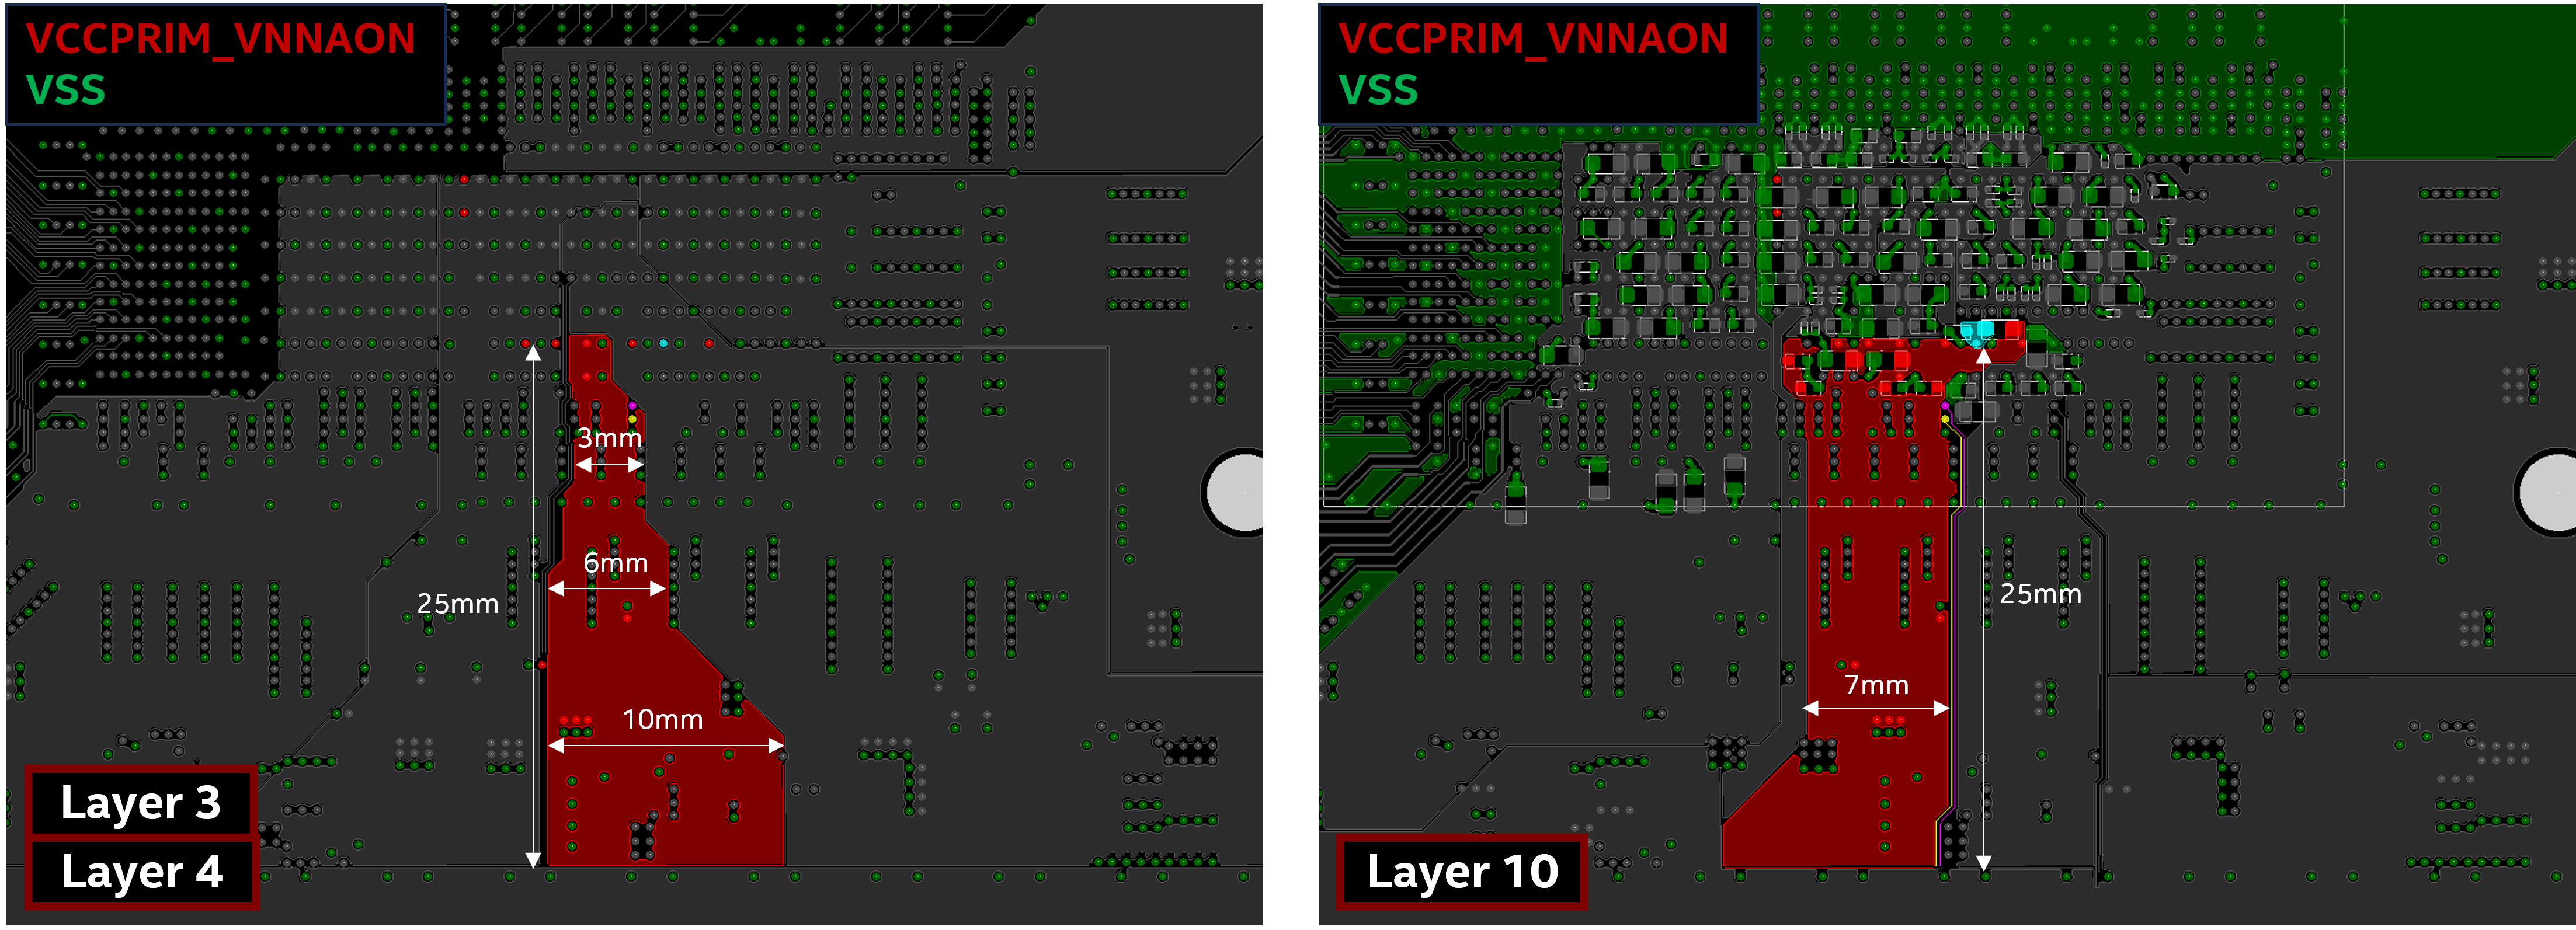 VCCPRIM_VNNAON
VSS
3mm
6mm
25mm
10mm
Layer 3
Layer 4
VCCPRIM_VNNAON
VSS
25mm
7mm
Layer 10